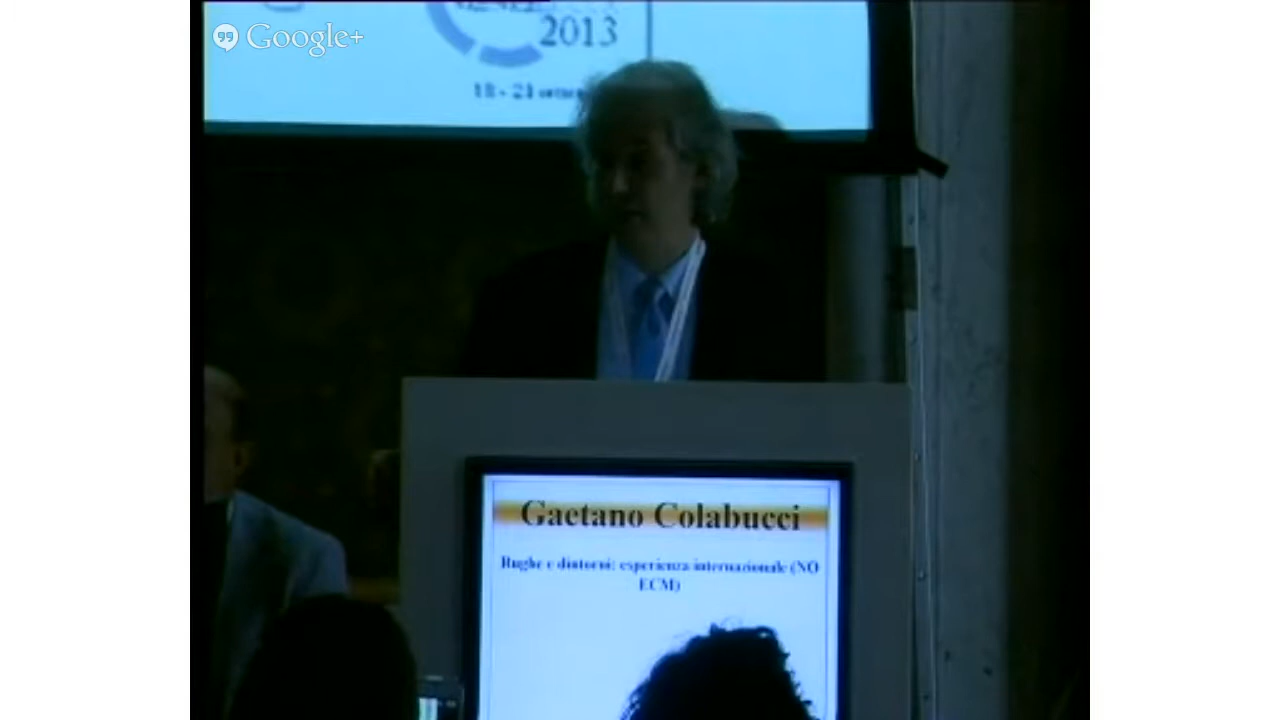 Google+
2013
18 - 21
Gaetano Colabucci
Rughe e dintorni: esperienza internazionale (NO
ECM)